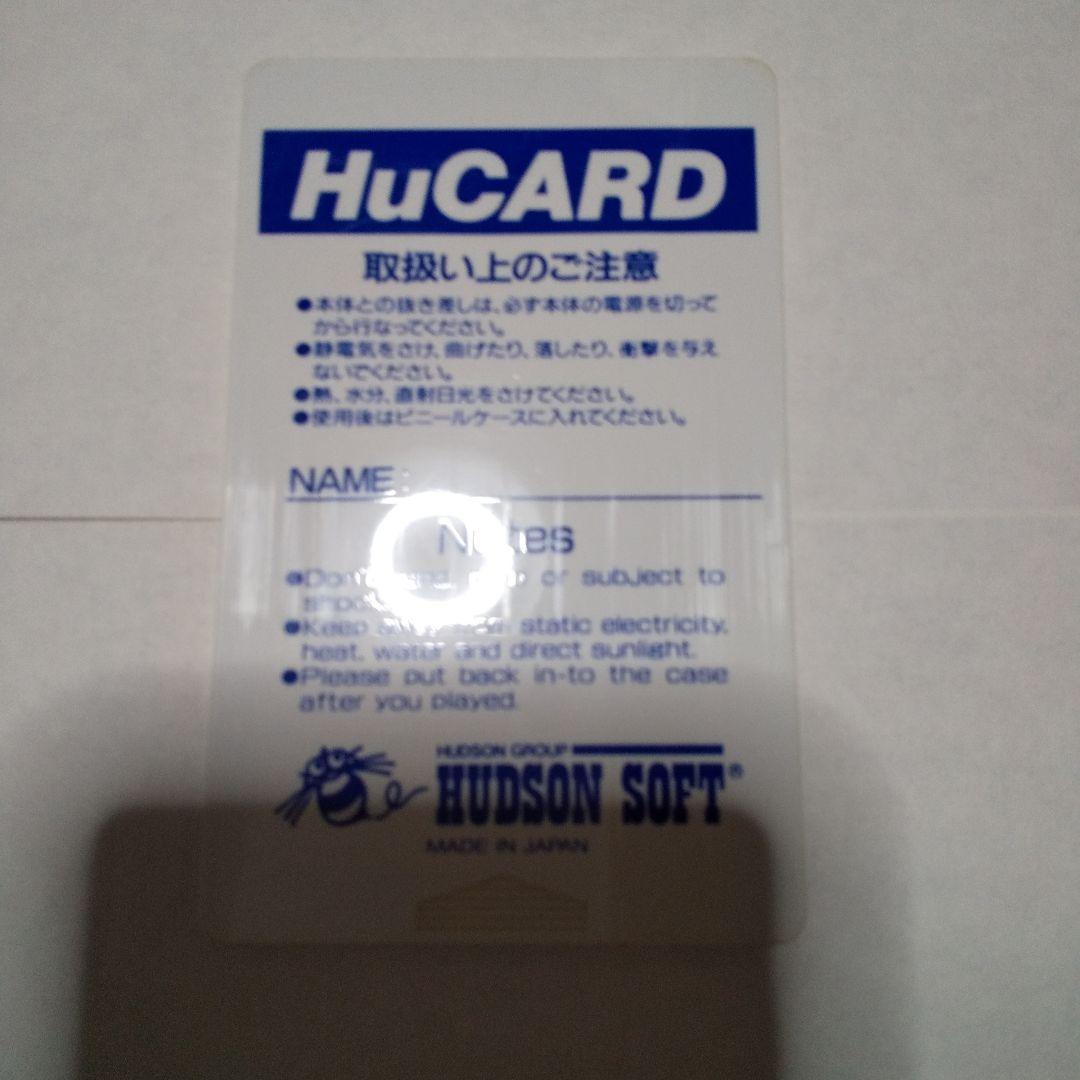 HuCARD
取扱い上のご注意
●本体との抜き差しは、必ず本体の電源を切って
から行なってください。
●静電気をさけ、曲げたり、落したり、衝撃を与え
ないでください。
●熱、水分、直射日光をさけてください。
●使用後はビニールケースに入れてください。
NAME:
Notes
●Don't or subject to
●Keep static electricity,
heat, water and direct sunlight.
●Please put back in-to the case
after you played.
HUDSON GROUP
HUDSON SOFT®
MADE IN JAPAN